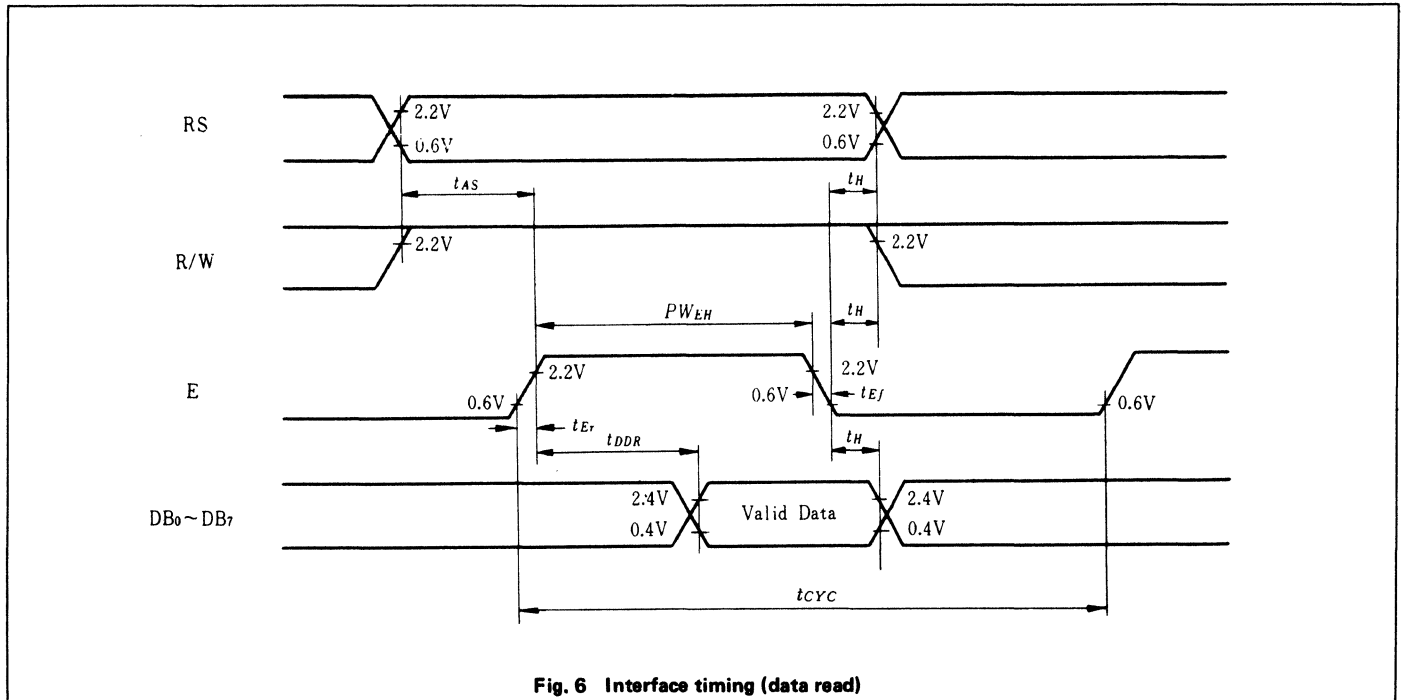 RS
2.2V
2.2V
0.6V
0.6V
tAS
tH
R/W
2.2V
2.2V
PWEH
tH
E
2.2V
2.2V
0.6V
0.6V
tEf
0.6V
tEr
tDDR
tH
DB0~DB7
2.4V
Valid Data
2.4V
0.4V
0.4V
tCYC
Fig. 6 Interface timing (data read)